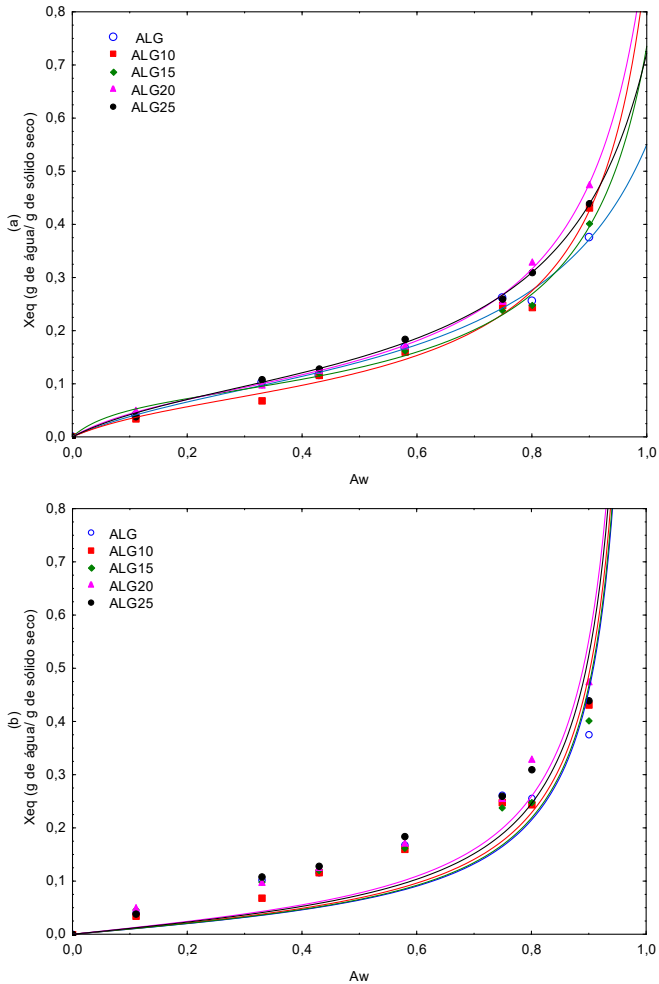 0,8
0,7
0,6
0,5
0,4
0,3
0,2
0,1
0,0
(a)
Xeq (g de água/ g de sólido seco)
ALG
ALG10
ALG15
ALG20
ALG25
0,0 0,2 0,4 0,6 0,8 1,0
Aw
0,8
0,7
0,6
0,5
0,4
0,3
0,2
0,1
0,0
(b)
Xeq (g de água/ g de sólido seco)
ALG
ALG10
ALG15
ALG20
ALG25
0,0 0,2 0,4 0,6 0,8 1,0
Aw